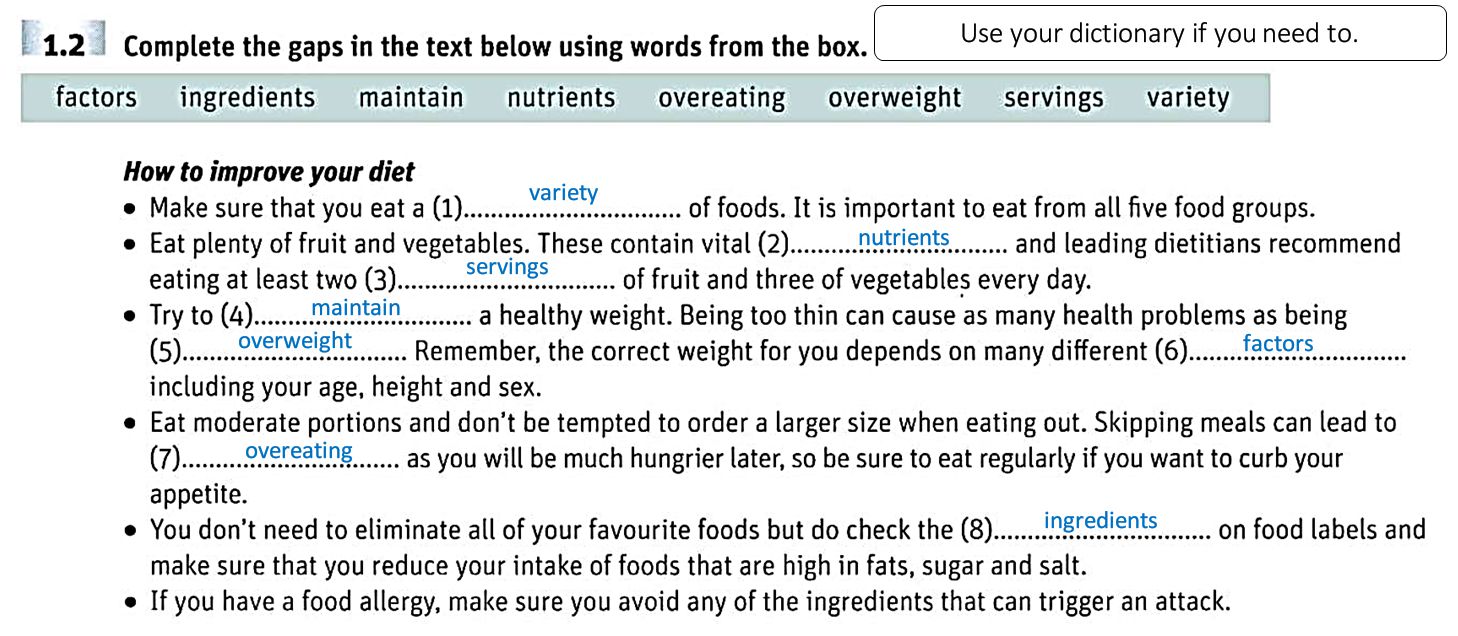 1.2 Complete the gaps in the text below using words from the box. Use your dictionary if you need to.
factors ingredients maintain nutrients overeating overweight servings variety
How to improve your diet
• Make sure that you eat a (1) variety of foods. It is important to eat from all five food groups.
• Eat plenty of fruit and vegetables. These contain vital (2) nutrients and leading dietitians recommend
eating at least two (3) servings of fruit and three of vegetables every day.
• Try to (4) maintain a healthy weight. Being too thin can cause as many health problems as being
(5) overweight Remember, the correct weight for you depends on many different (6) factors
including your age, height and sex.
• Eat moderate portions and don't be tempted to order a larger size when eating out. Skipping meals can lead to
(7) overeating as you will be much hungrier later, so be sure to eat regularly if you want to curb your
appetite.
• You don't need to eliminate all of your favourite foods but do check the (8) ingredients on food labels and
make sure that you reduce your intake of foods that are high in fats, sugar and salt.
• If you have a food allergy, make sure you avoid any of the ingredients that can trigger an attack.